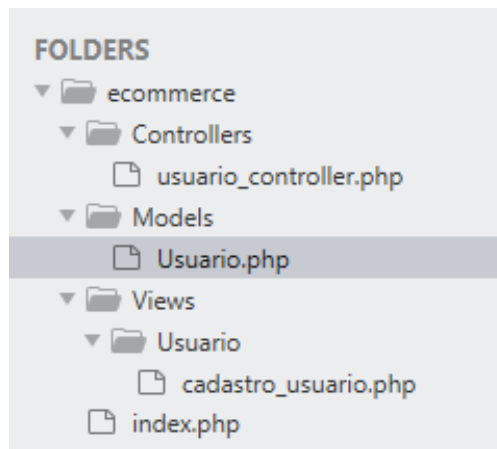 FOLDERS
ecommerce
Controllers
usuario_controller.php
Models
Usuario.php
Views
Usuario
cadastro_usuario.php
index.php